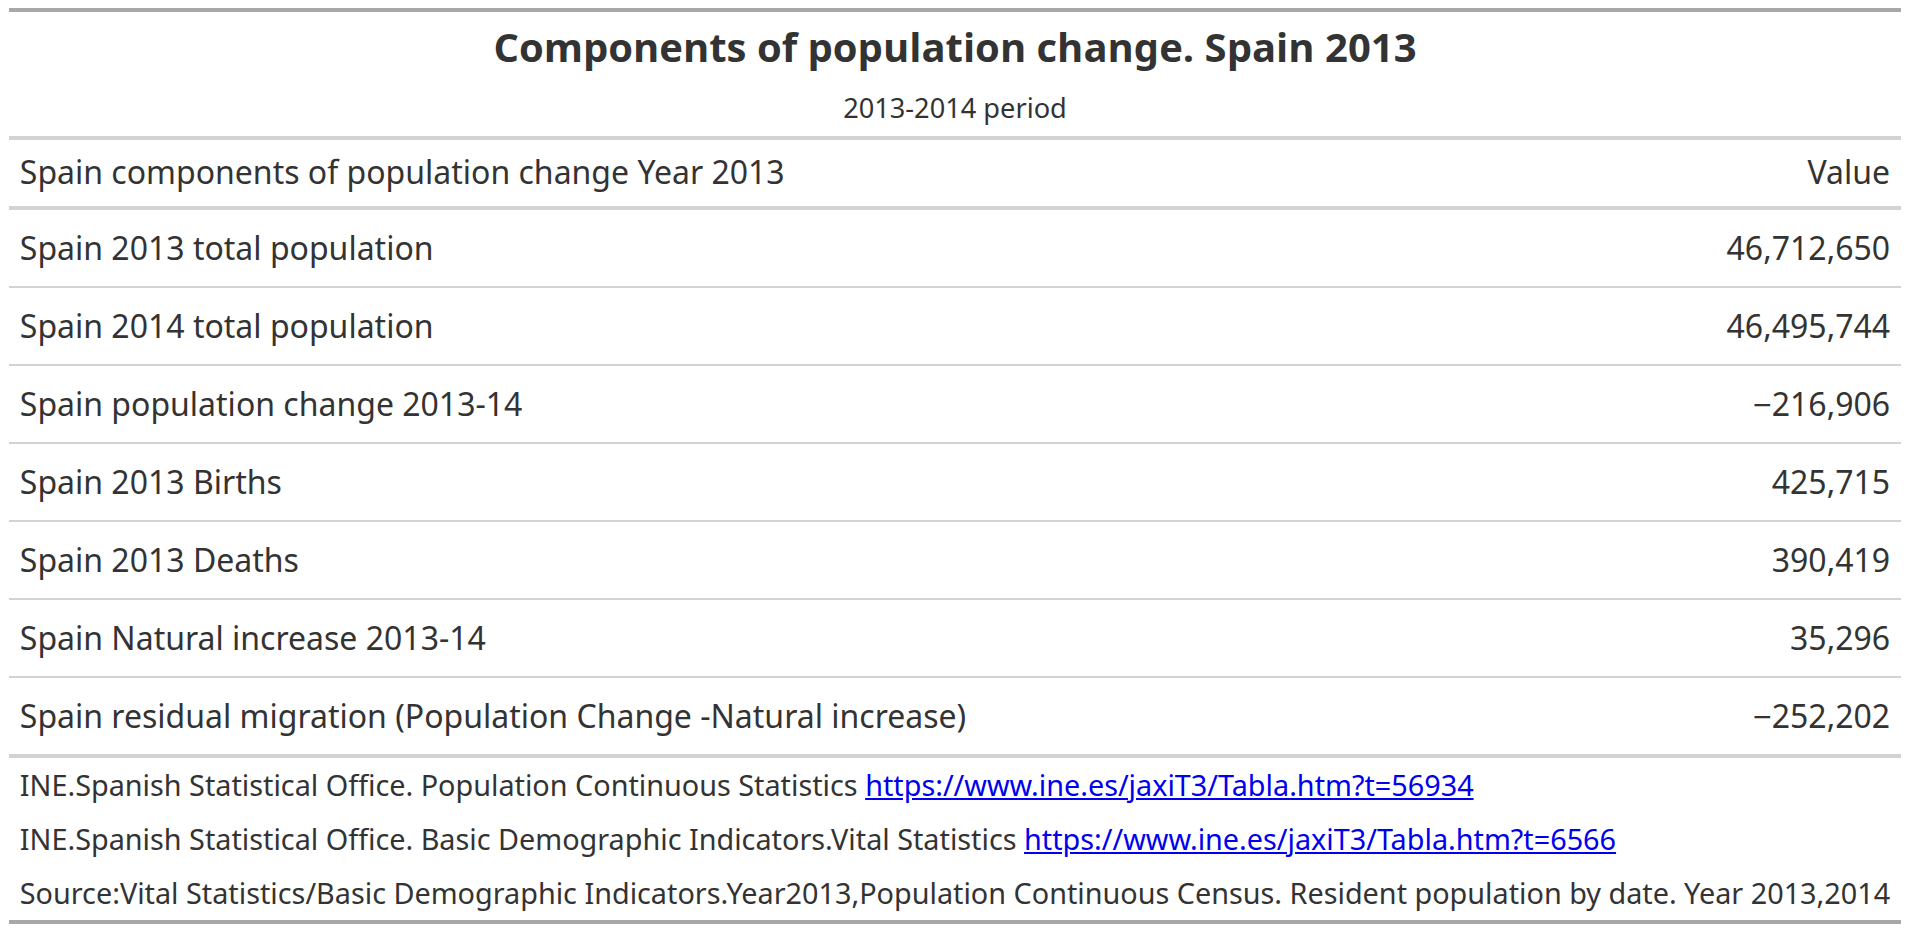 Components of population change. Spain 2013
2013-2014 period
Spain components of population change Year 2013 Value
Spain 2013 total population 46,712,650
Spain 2014 total population 46,495,744
Spain population change 2013-14 −216,906
Spain 2013 Births 425,715
Spain 2013 Deaths 390,419
Spain Natural increase 2013-14 35,296
Spain residual migration (Population Change -Natural increase) −252,202
INE.Spanish Statistical Office. Population Continuous Statistics https://www.ine.es/jaxiT3/Tabla.htm?t=56934
INE.Spanish Statistical Office. Basic Demographic Indicators.Vital Statistics https://www.ine.es/jaxiT3/Tabla.htm?t=6566
Source:Vital Statistics/Basic Demographic Indicators.Year2013,Population Continuous Census. Resident population by date. Year 2013,2014